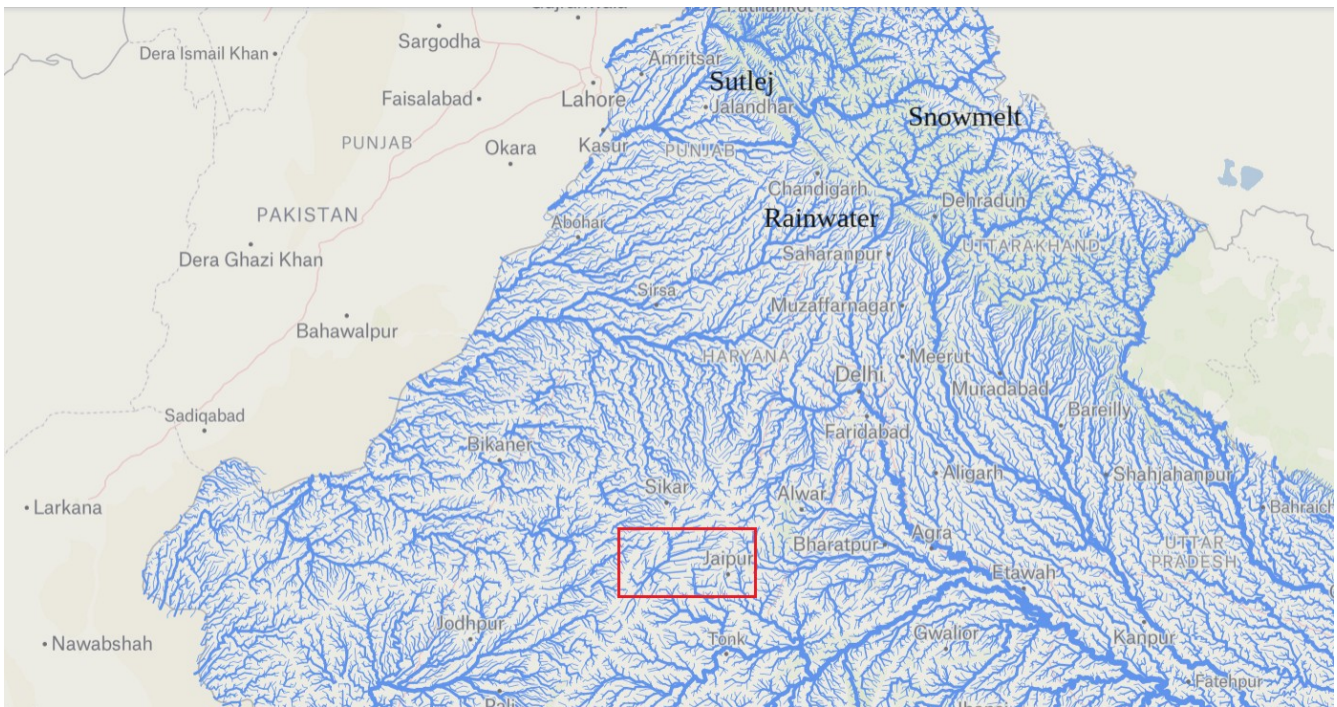 Pathankot
Dera Ismail Khan
Sargodha
Amritsar
Sutlej
Faisalabad
Lahore
Jalandhar
Snowmelt
PUNJAB
Okara
Kasur
PUNJAB
Chandigarh
Dehradun
PAKISTAN
Abohar
Rainwater
Saharanpur
UTTARAKHAND
Dera Ghazi Khan
Sirsa
Muzaffarnagar
Bahawalpur
HARYANA
Meerut
Delhi
Muradabad
Sadiqabad
Bareilly
Faridabad
Bikaner
Aligarh
Shahjahanpur
Larkana
Sikar
Alwar
Bahraich
Jaipur
Bharatpur
Agra
UTTAR
PRADESH
Etawah
Jodhpur
Nawabshah
Tonk
Gwalior
Kanpur
Fatehpur
Pali